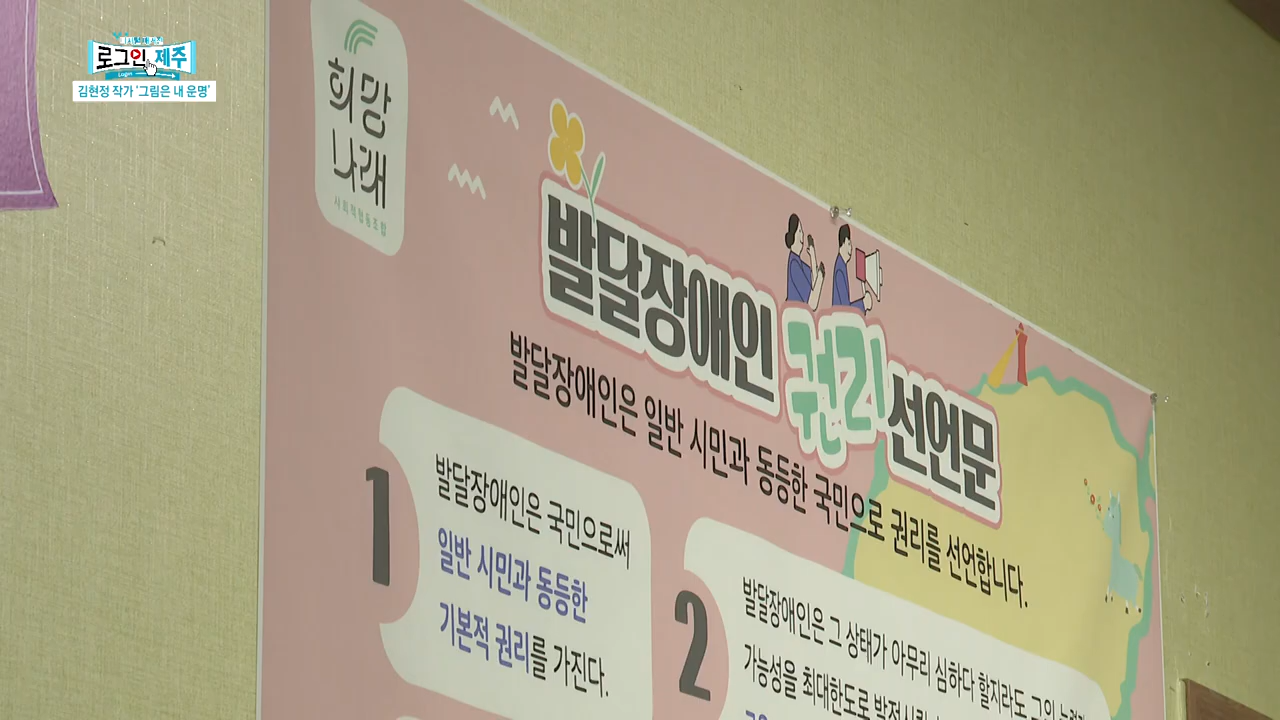 로그인 제주
Login
김현정 작가 '그림은 내 운명'
희망
나래
사회적협동조합
발달장애인 권리 선언문
발달장애인은 일반 시민과 동등한 국민으로 권리를 선언합니다.
1
발달장애인은 국민으로써
일반 시민과 동등한
기본적 권리를 가진다.
2
발달장애인은 그 상태가 아무리 심하다 할지라도 그의
가능성을 최대한도로